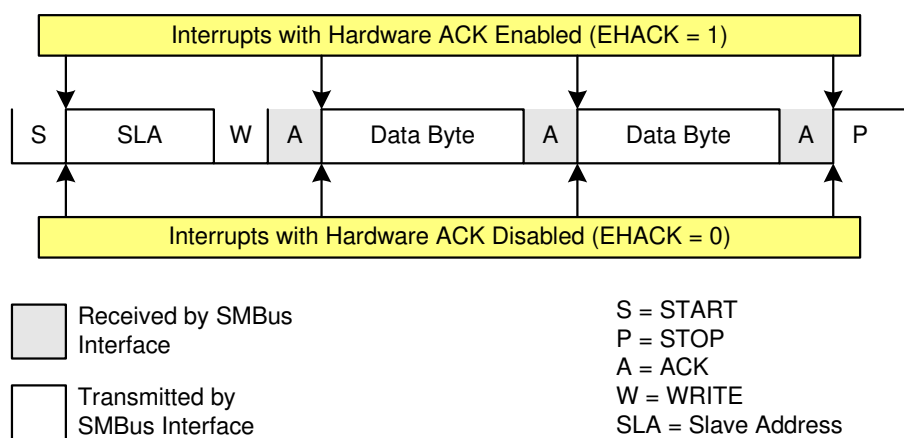 Interrupts with Hardware ACK Enabled (EHACK = 1)
S SLA W A Data Byte A Data Byte A P
Interrupts with Hardware ACK Disabled (EHACK = 0)
Received by SMBus
Interface
Transmitted by
SMBus Interface
S = START
P = STOP
A = ACK
W = WRITE
SLA = Slave Address